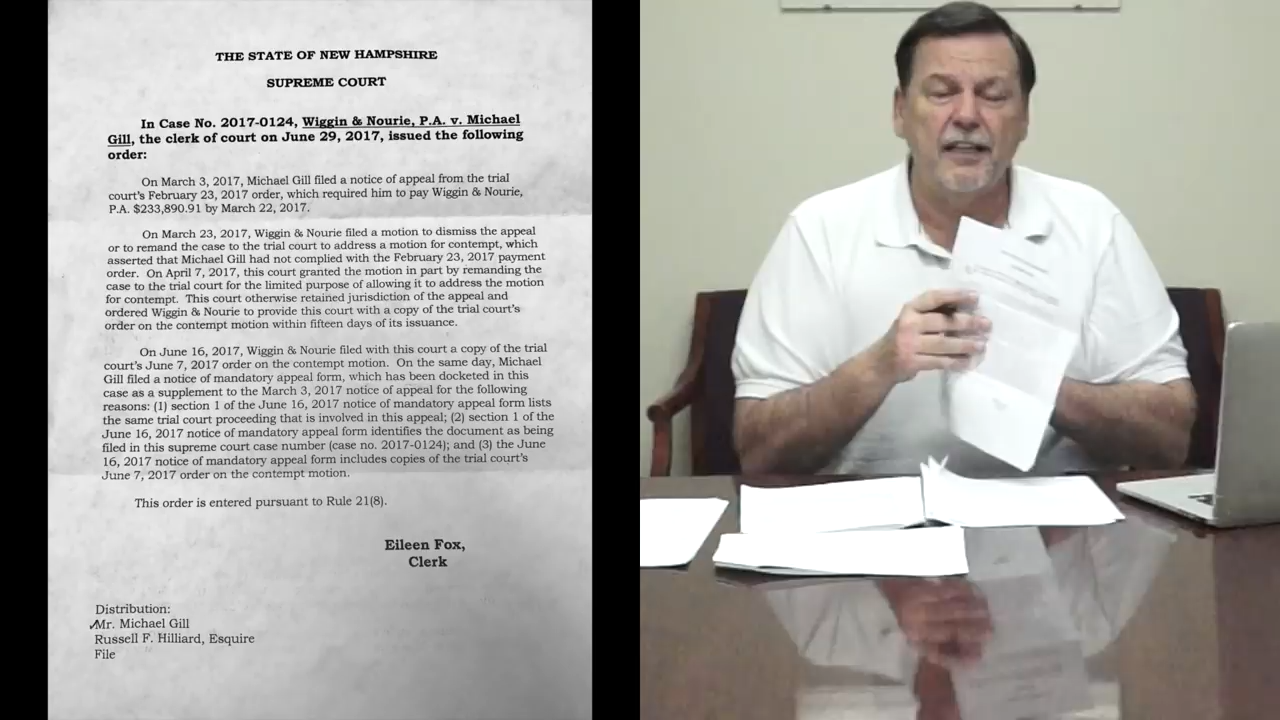 THE STATE OF NEW HAMPSHIRE
SUPREME COURT
In Case No. 2017-0124, Wiggin & Nourie, P.A. v. Michael
Gill, the clerk of court on June 29, 2017, issued the following
order:
On March 3, 2017, Michael Gill filed a notice of appeal from the trial
court's February 23, 2017 order, which required him to pay Wiggin & Nourie,
P.A. $233,890.91 by March 22, 2017.
On March 23, 2017, Wiggin & Nourie filed a motion to dismiss the appeal
or to remand the case to the trial court to address a motion for contempt, which
asserted that Michael Gill had not complied with the February 23, 2017 payment
order. On April 7, 2017, this court granted the motion in part by remanding the
case to the trial court for the limited purpose of allowing it to address the motion
for contempt. This court otherwise retained jurisdiction of the appeal and
ordered Wiggin & Nourie to provide this court with a copy of the trial court's
order on the contempt motion within fifteen days of its issuance.
On June 16, 2017, Wiggin & Nourie filed with this court a copy of the trial
court's June 7, 2017 order on the contempt motion. On the same day, Michael
Gill filed a notice of mandatory appeal form, which has been docketed in this
case as a supplement to the March 3, 2017 notice of appeal for the following
reasons: (1) section 1 of the June 16, 2017 notice of mandatory appeal form lists
the same trial court proceeding that is involved in this appeal; (2) section 1 of the
June 16, 2017 notice of mandatory appeal form identifies the document as being
filed in this supreme court case number (case no. 2017-0124); and (3) the June
16, 2017 notice of mandatory appeal form includes copies of the trial court's
June 7, 2017 order on the contempt motion.
This order is entered pursuant to Rule 21(8).
Eileen Fox,
Clerk
Distribution:
✓Mr. Michael Gill
Russell F. Hilliard, Esquire
File